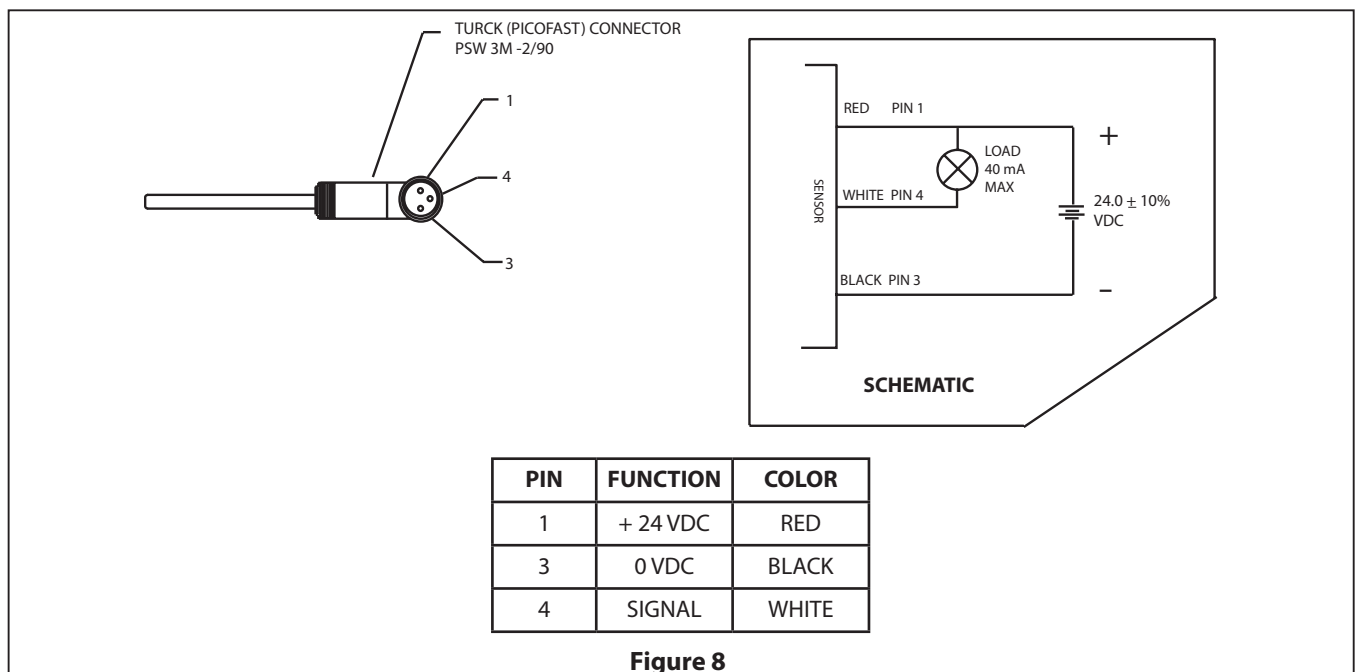 TURCK (PICOFAST) CONNECTOR
PSW 3M -2/90
1
4
3
RED PIN 1
LOAD
40 mA
MAX
SENSOR
WHITE PIN 4
+
24.0 ± 10%
VDC
BLACK PIN 3
–
SCHEMATIC
PIN FUNCTION COLOR
1 + 24 VDC RED
3 0 VDC BLACK
4 SIGNAL WHITE
Figure 8